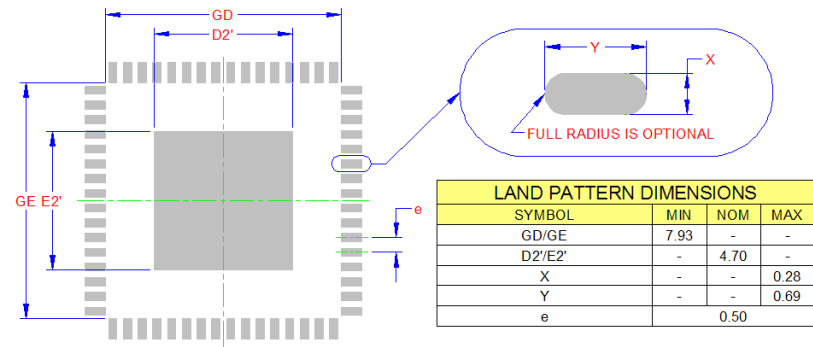 GD
D2'
GE E2'
e
Y
X
FULL RADIUS IS OPTIONAL
LAND PATTERN DIMENSIONS
SYMBOL MIN NOM MAX
GD/GE 7.93 - -
D2'/E2' - 4.70 -
X - - 0.28
Y - - 0.69
e 0.50